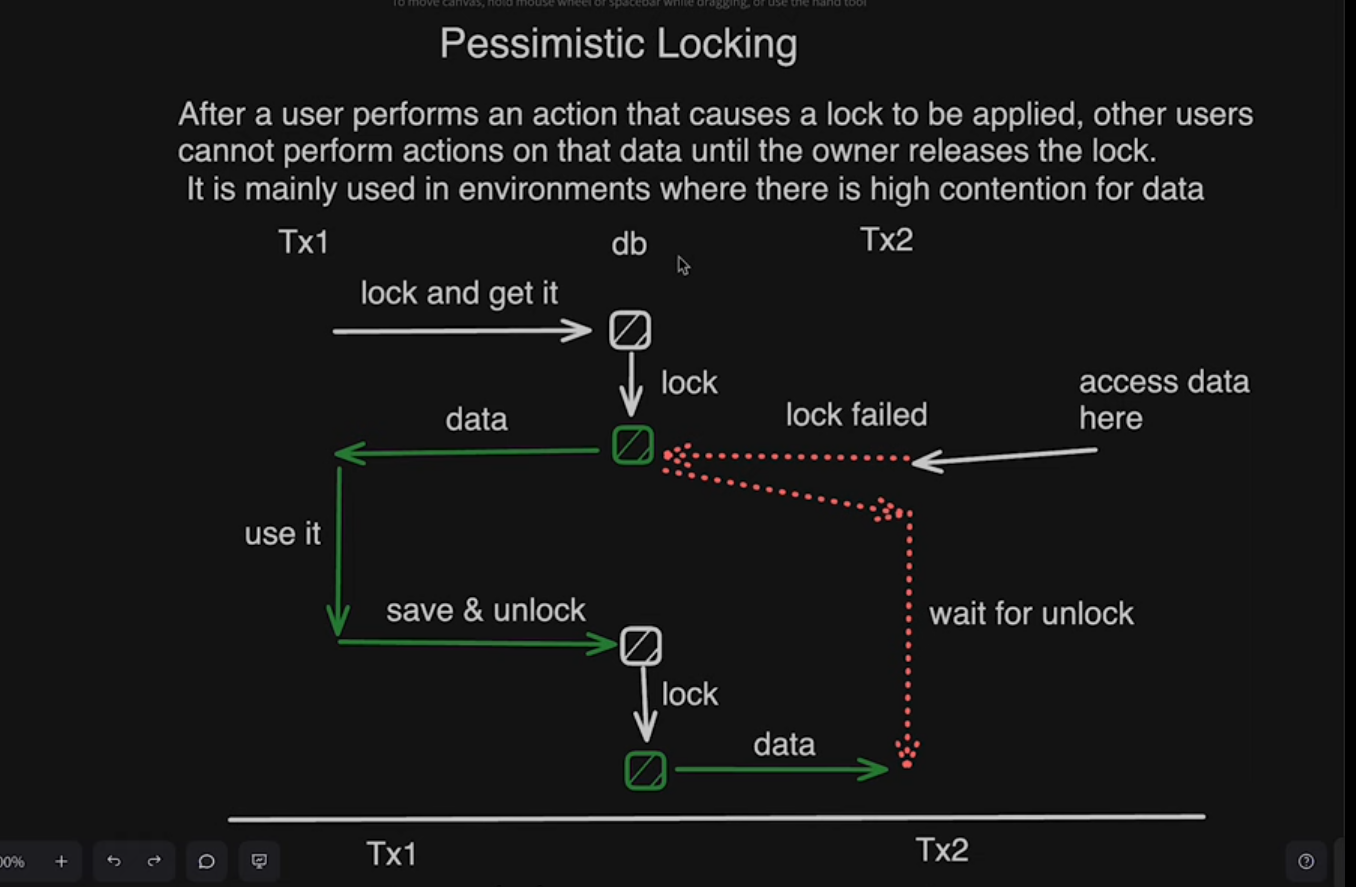 To move canvas, hold mouse wheel or spacebar while dragging, or use the hand tool
Pessimistic Locking
After a user performs an action that causes a lock to be applied, other users
cannot perform actions on that data until the owner releases the lock.
It is mainly used in environments where there is high contention for data
Tx1
db
Tx2
lock and get it
lock
access data
here
data
lock failed
use it
save & unlock
wait for unlock
lock
data
Tx1
Tx2
00%